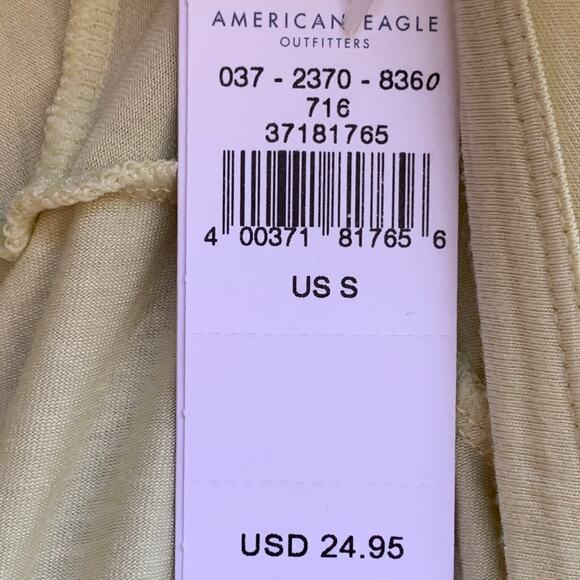 AMERICAN EAGLE
OUTFITTERS
037 - 2370 - 8360
716
37181765
4 00371 81765 6
US S
USD 24.95